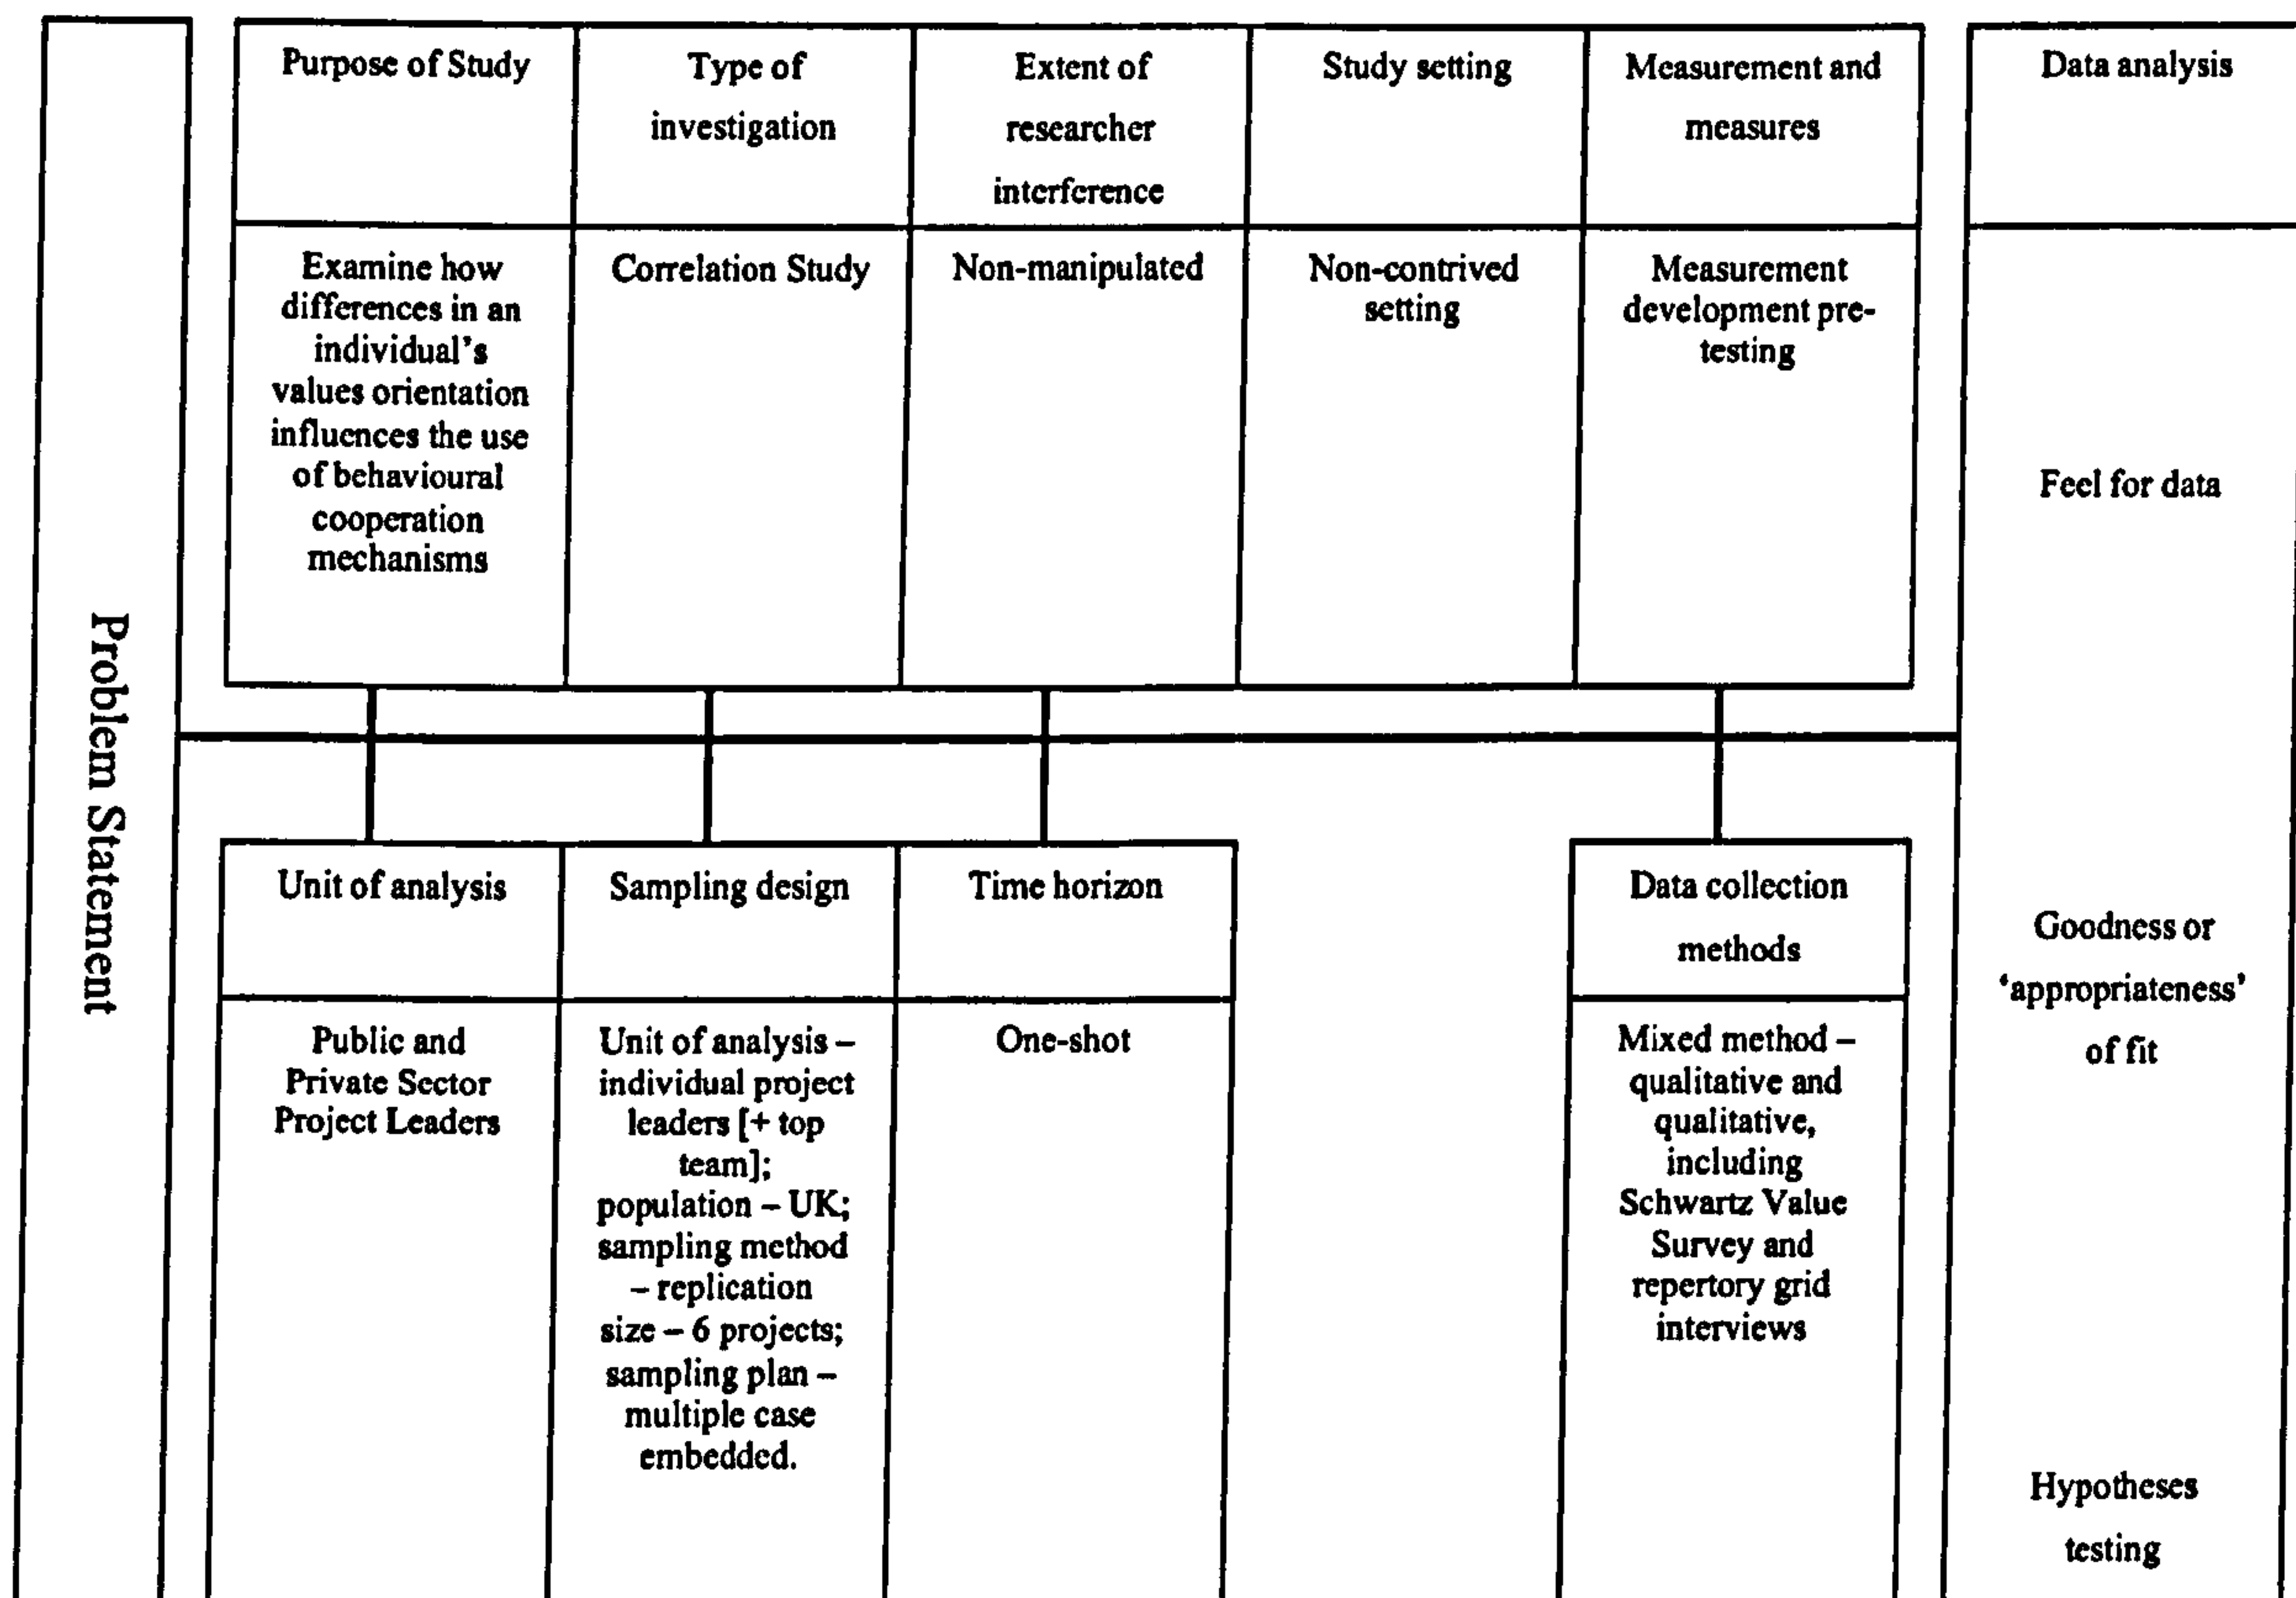 Problem Statement
Purpose of Study
Examine how
differences in an
individual's
values orientation
influences the use
of behavioural
cooperation
mechanisms
Type of
investigation
Correlation Study
Extent of
researcher
interference
Non-manipulated
Study setting
Non-contrived
setting
Measurement and
measures
Measurement
development pre-
testing
Unit of analysis
Public and
Private Sector
Project Leaders
Sampling design
Unit of analysis –
individual project
leaders [+ top
team];
population – UK;
sampling method
– replication
size – 6 projects;
sampling plan –
multiple case
embedded.
Time horizon
One-shot
Data collection
methods
Mixed method –
qualitative and
qualitative,
including
Schwartz Value
Survey and
repertory grid
interviews
Data analysis
Feel for data
Goodness or
‘appropriateness’
of fit
Hypotheses
testing